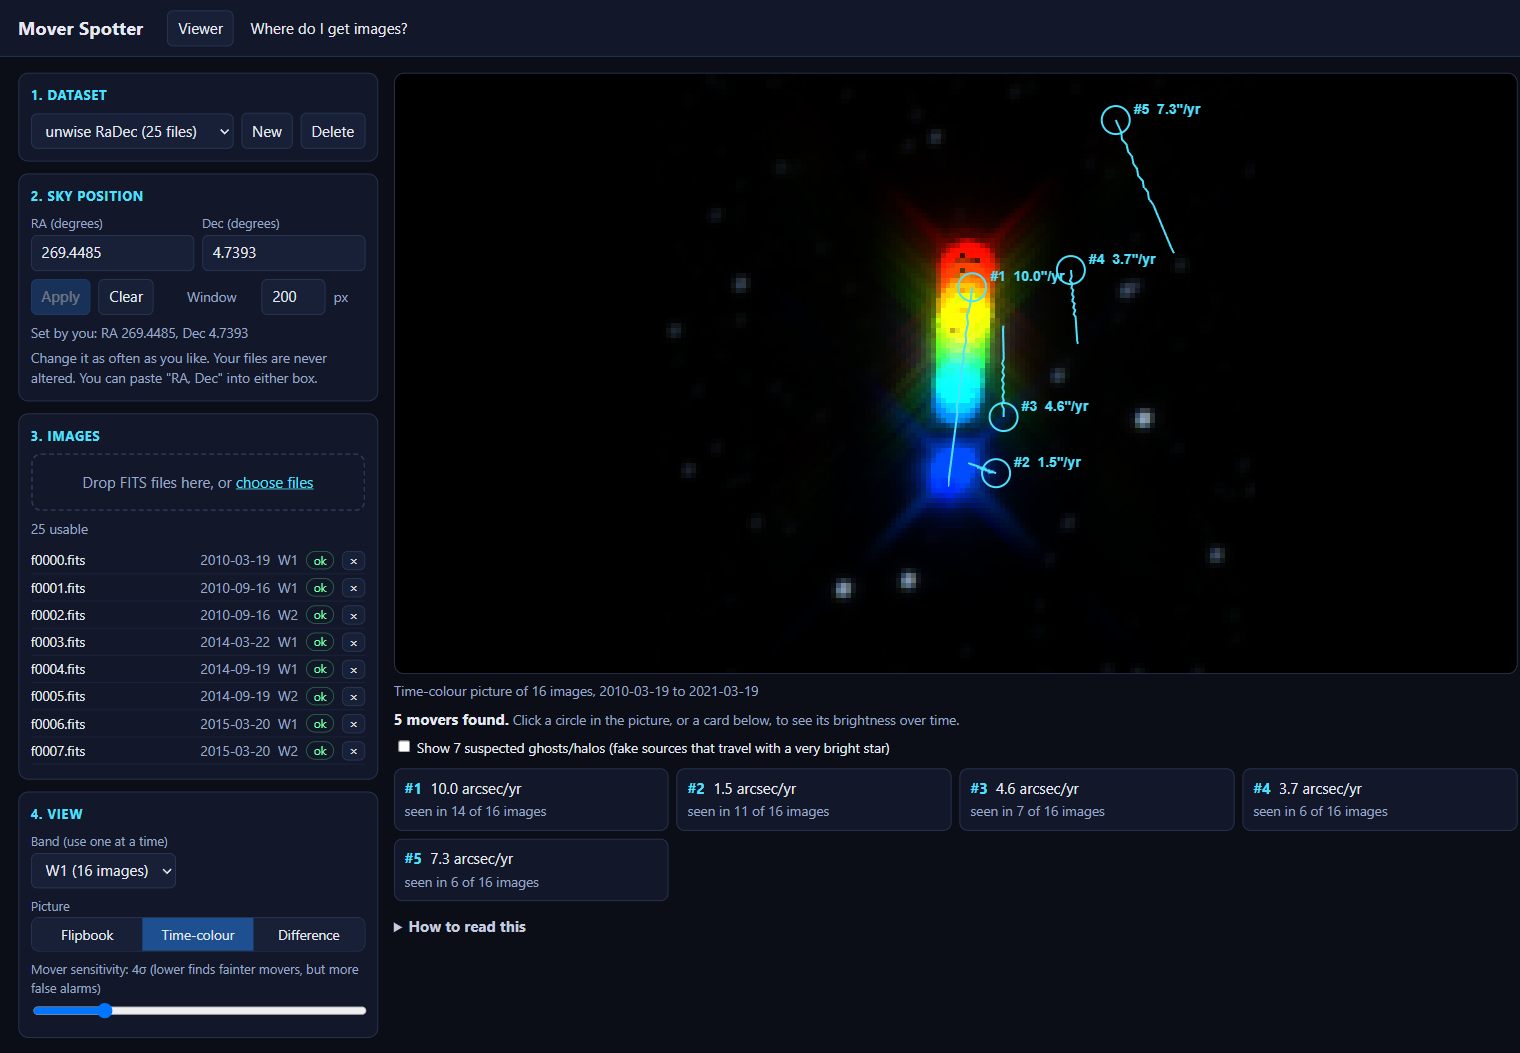 Mover Spotter
Viewer
Where do I get images?
1. DATASET
unwise RaDec (25 files)
New
Delete
2. SKY POSITION
RA (degrees)
Dec (degrees)
269.4485
4.7393
Apply
Clear
Window
200
px
Set by you: RA 269.4485, Dec 4.7393
Change it as often as you like. Your files are never
altered. You can paste "RA, Dec" into either box.
3. IMAGES
Drop FITS files here, or choose files
25 usable
f0000.fits 2010-03-19 W1 ok ×
f0001.fits 2010-09-16 W1 ok ×
f0002.fits 2010-09-16 W2 ok ×
f0003.fits 2014-03-22 W1 ok ×
f0004.fits 2014-09-19 W1 ok ×
f0005.fits 2014-09-19 W2 ok ×
f0006.fits 2015-03-20 W1 ok ×
f0007.fits 2015-03-20 W2 ok ×
4. VIEW
Band (use one at a time)
W1 (16 images)
Picture
Flipbook
Time-colour
Difference
Mover sensitivity: 4σ (lower finds fainter movers, but more
false alarms)
#5 7.3"/yr
#4 3.7"/yr
#1 10.0"/yr
#3 4.6"/yr
#2 1.5"/yr
Time-colour picture of 16 images, 2010-03-19 to 2021-03-19
5 movers found. Click a circle in the picture, or a card below, to see its brightness over time.
Show 7 suspected ghosts/halos (fake sources that travel with a very bright star)
#1 10.0 arcsec/yr
seen in 14 of 16 images
#2 1.5 arcsec/yr
seen in 11 of 16 images
#3 4.6 arcsec/yr
seen in 7 of 16 images
#4 3.7 arcsec/yr
seen in 6 of 16 images
#5 7.3 arcsec/yr
seen in 6 of 16 images
How to read this